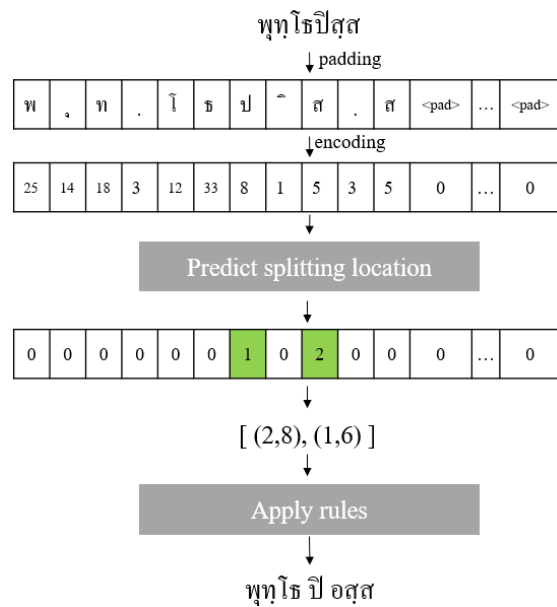 พุทฺโธปิสฺส
padding
พ ุ ท ฺ โ ธ ป ิ ส ฺ ส <pad> ... <pad>
encoding
25 14 18 3 12 33 8 1 5 3 5 0 ... 0
Predict splitting location
0 0 0 0 0 0 1 0 2 0 0 0 ... 0
[ (2,8), (1,6) ]
Apply rules
พุทฺโธ ปิ อสฺส